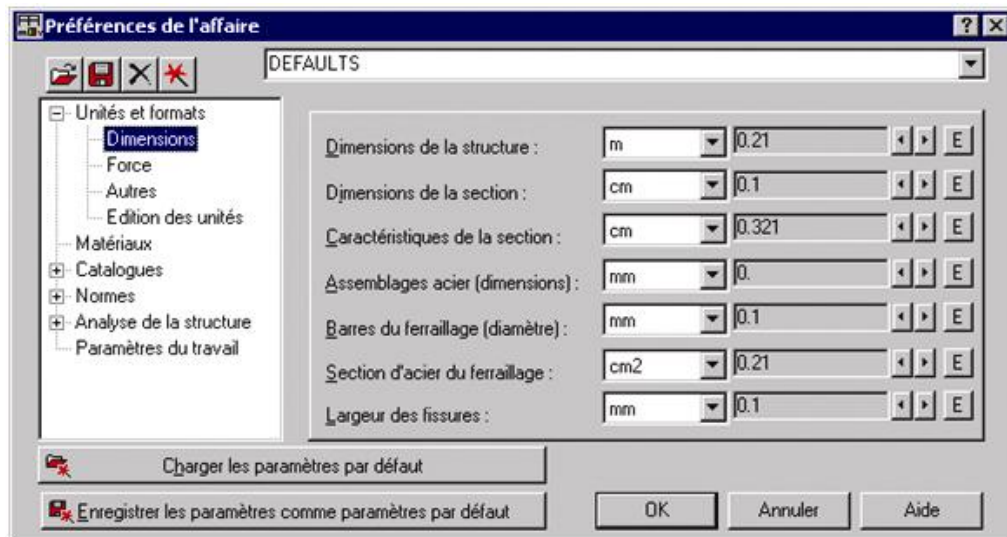 Préférences de l'affaire
DEFAULTS
Unités et formats
Dimensions
Force
Autres
Edition des unités
Matériaux
Catalogues
Normes
Analyse de la structure
Paramètres du travail
Dimensions de la structure : m 0.21 E
Dimensions de la section : cm 0.1 E
Caractéristiques de la section : cm 0.321 E
Assemblages acier (dimensions) : mm 0. E
Barres du ferraillage (diamètre) : mm 0.1 E
Section d'acier du ferraillage : cm2 0.21 E
Largeur des fissures : mm 0.1 E
Charger les paramètres par défaut
Enregistrer les paramètres comme paramètres par défaut
OK Annuler Aide